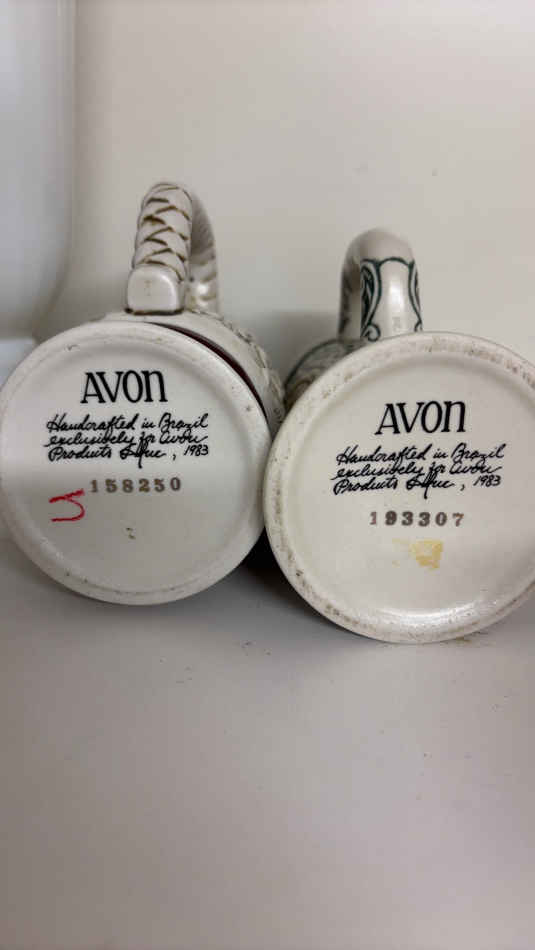 AVON
Handcrafted in Brazil
exclusively for Avon
Products Inc, 1983
158250
AVON
Handcrafted in Brazil
exclusively for Avon
Products Inc, 1983
193307